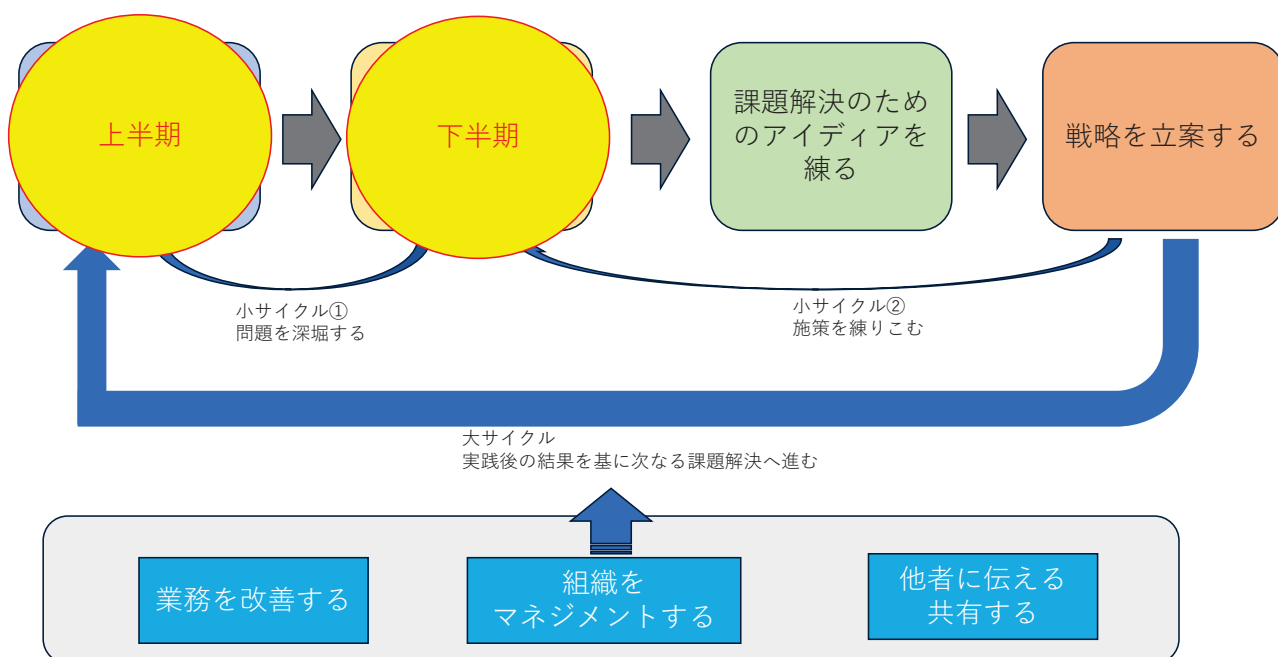 上半期
下半期
課題解決のため
のアイディアを
練る
戦略を立案する
小サイクル①
問題を深堀する
小サイクル②
施策を練りこむ
大サイクル
実践後の結果を基に次なる課題解決へ進む
業務を改善する
組織を
マネジメントする
他者に伝える
共有する